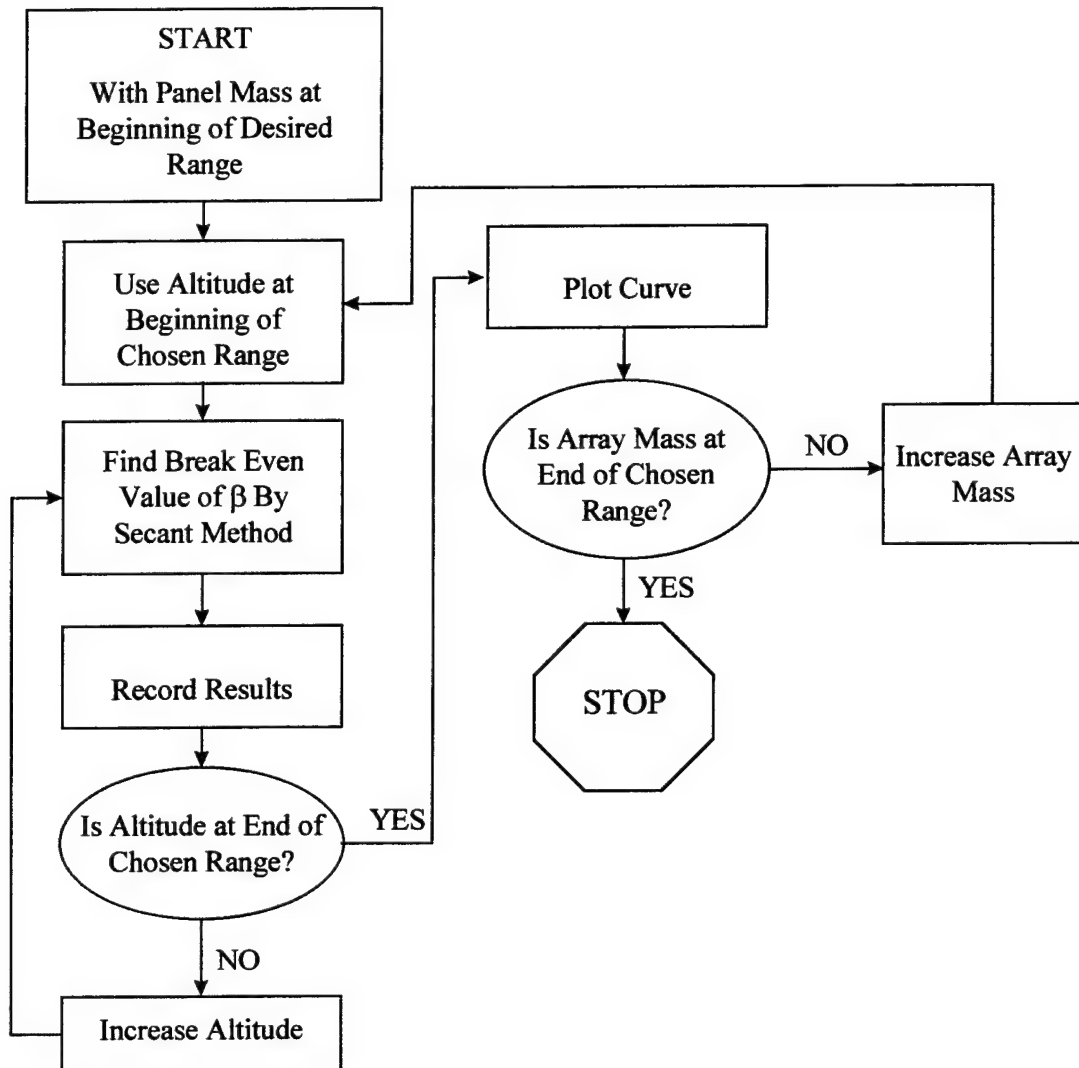 START
With Panel Mass at
Beginning of Desired
Range
Use Altitude at
Beginning of
Chosen Range
Find Break Even
Value of β By
Secant Method
Record Results
Is Altitude at End of
Chosen Range?
YES
NO
Increase Altitude
Plot Curve
Is Array Mass at
End of Chosen
Range?
NO
Increase Array
Mass
YES
STOP